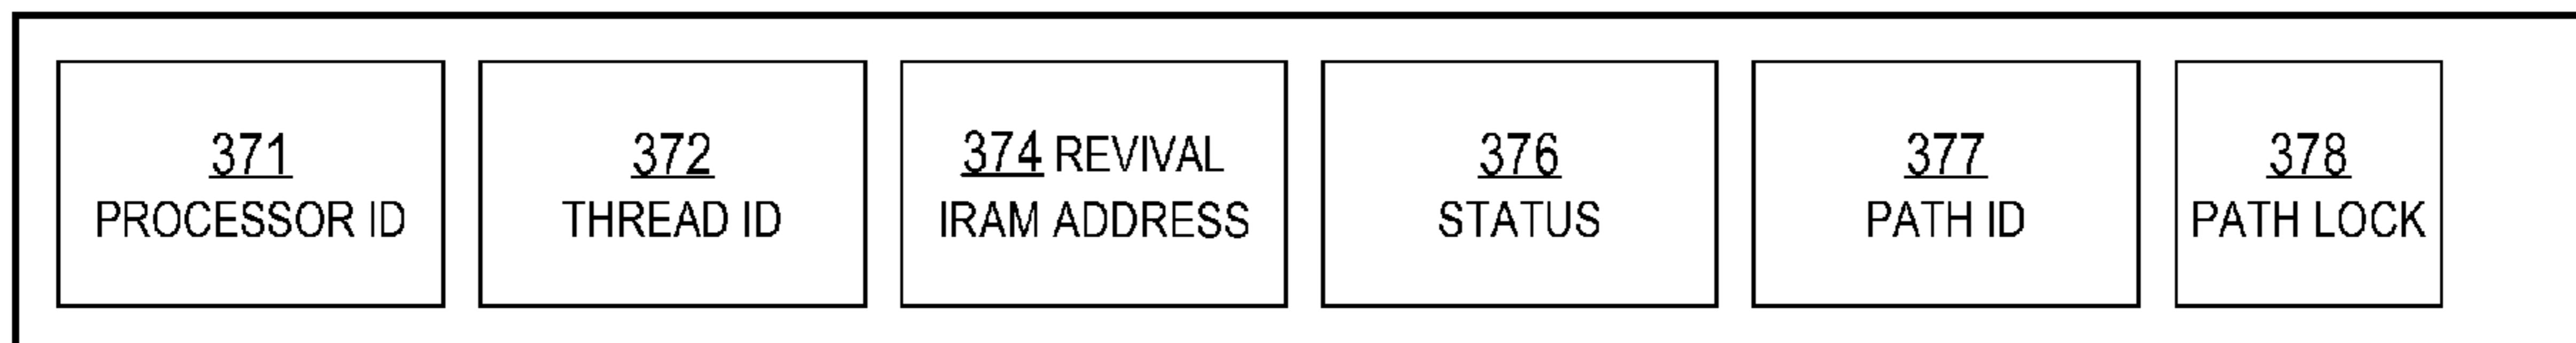 371
PROCESSOR ID
372
THREAD ID
374 REVIVAL
IRAM ADDRESS
376
STATUS
377
PATH ID
378
PATH LOCK